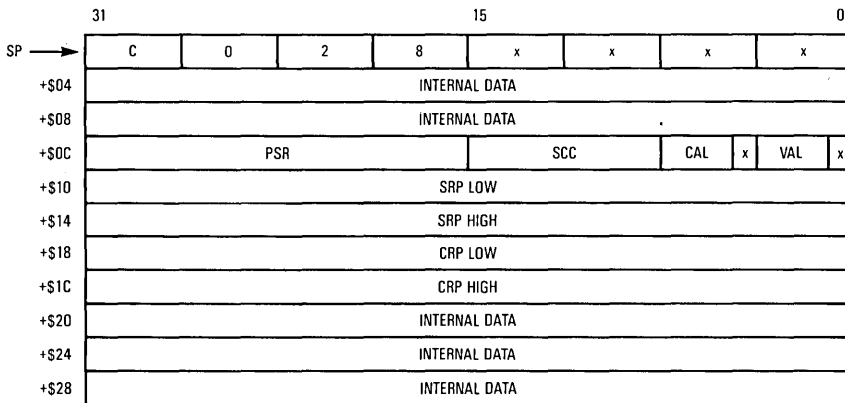 31 15 0
SP C 0 2 8 x x x x
+$04 INTERNAL DATA
+$08 INTERNAL DATA
+$0C PSR SCC CAL x VAL x
+$10 SRP LOW
+$14 SRP HIGH
+$18 CRP LOW
+$1C CRP HIGH
+$20 INTERNAL DATA
+$24 INTERNAL DATA
+$28 INTERNAL DATA